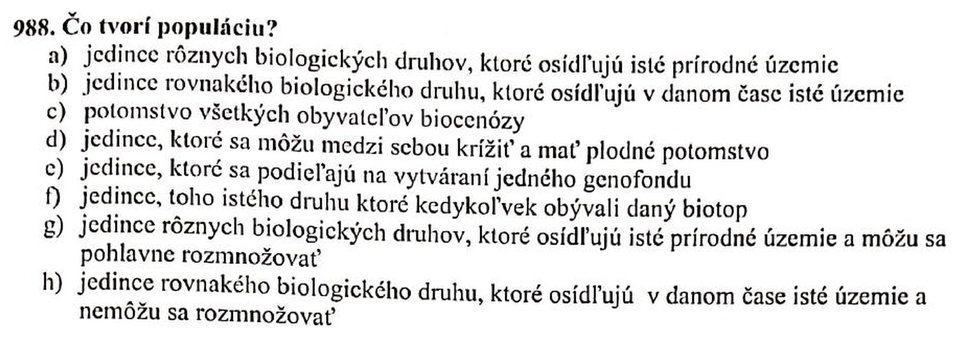 988. Čo tvorí populáciu?
a) jedince rôznych biologických druhov, ktoré osídľujú isté prírodné územie
b) jedince rovnakého biologického druhu, ktoré osídľujú v danom čase isté územie
c) potomstvo všetkých obyvateľov biocenózy
d) jedince, ktoré sa môžu medzi sebou krížiť a mať plodné potomstvo
e) jedince, ktoré sa podieľajú na vytváraní jedného genofondu
f) jedince, toho istého druhu ktoré kedykoľvek obývali daný biotop
g) jedince rôznych biologických druhov, ktoré osídľujú isté prírodné územie a môžu sa
pohlavne rozmnožovať
h) jedince rovnakého biologického druhu, ktoré osídľujú v danom čase isté územie a
nemôžu sa rozmnožovať